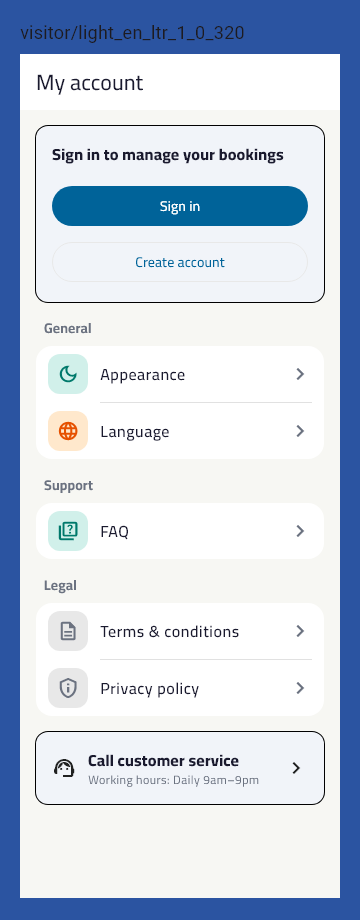 visitor/light_en_ltr_1_0_320
My account
Sign in to manage your bookings
Sign in
Create account
General
Appearance
Language
Support
FAQ
Legal
Terms & conditions
Privacy policy
Call customer service
Working hours: Daily 9am–9pm